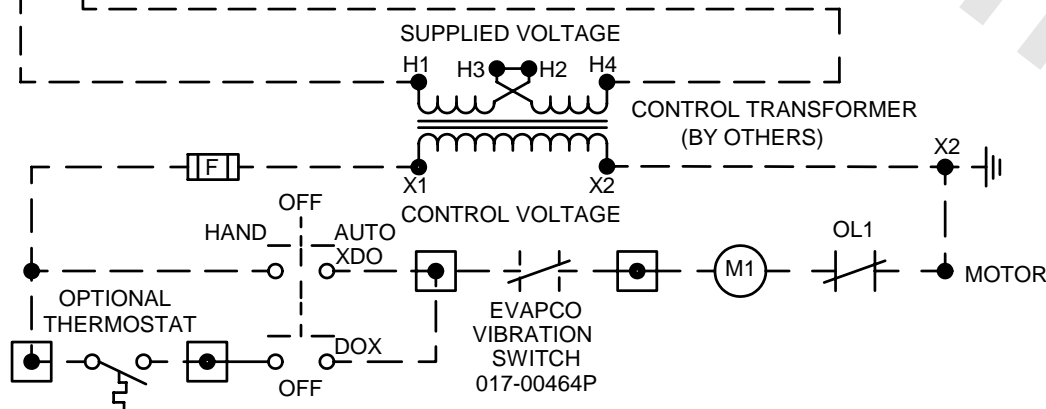 SUPPLIED VOLTAGE
H1 H3 H2 H4
CONTROL TRANSFORMER
(BY OTHERS)
F
X1 X2 X2
CONTROL VOLTAGE
OFF
HAND AUTO
XDO
OL1
M1
MOTOR
OPTIONAL
THERMOSTAT
EVAPCO
VIBRATION
SWITCH
017-00464P
DOX
OFF